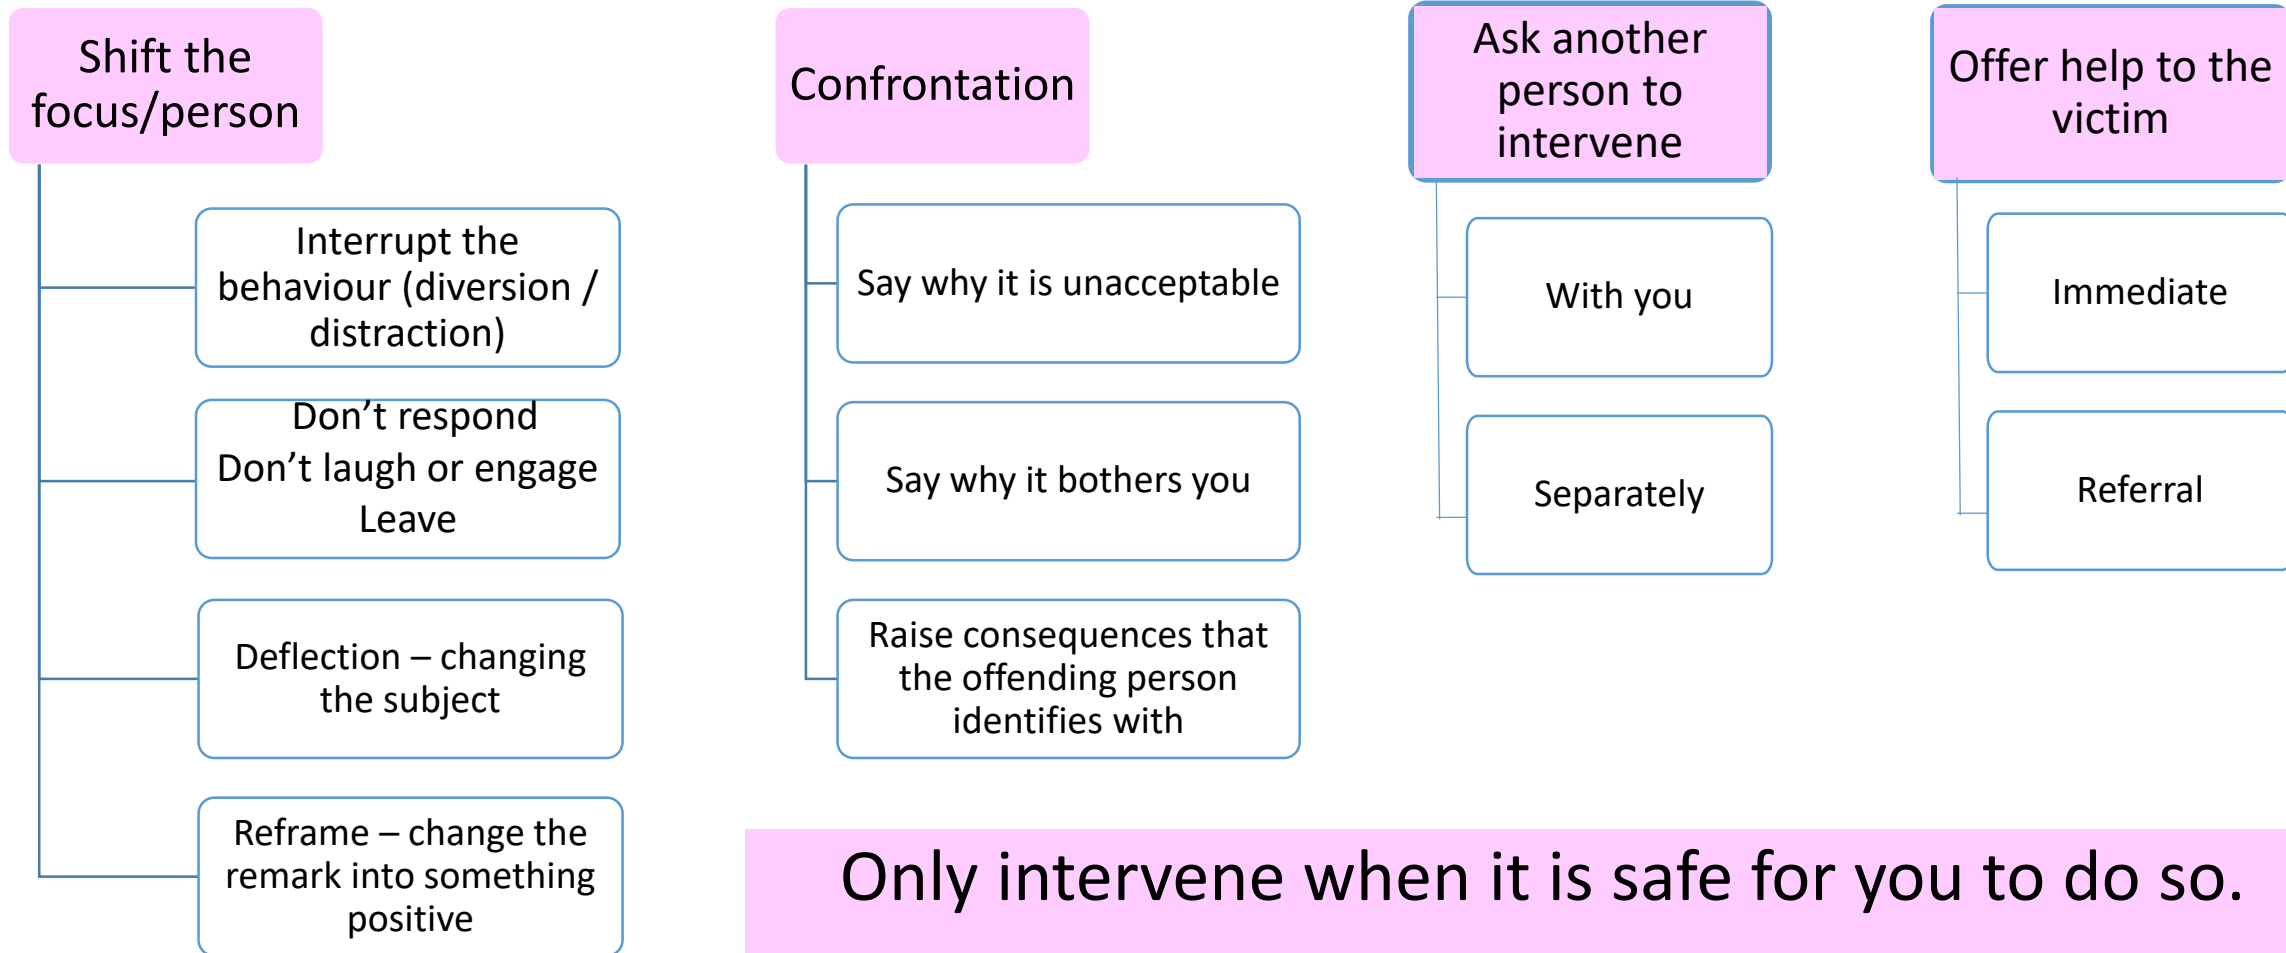 Shift the
focus/person
Interrupt the
behaviour (diversion /
distraction)
Don’t respond
Don’t laugh or engage
Leave
Deflection – changing
the subject
Reframe – change the
remark into something
positive
Confrontation
Say why it is unacceptable
Say why it bothers you
Raise consequences that
the offending person
identifies with
Ask another
person to
intervene
With you
Separately
Offer help to the
victim
Immediate
Referral
Only intervene when it is safe for you to do so.